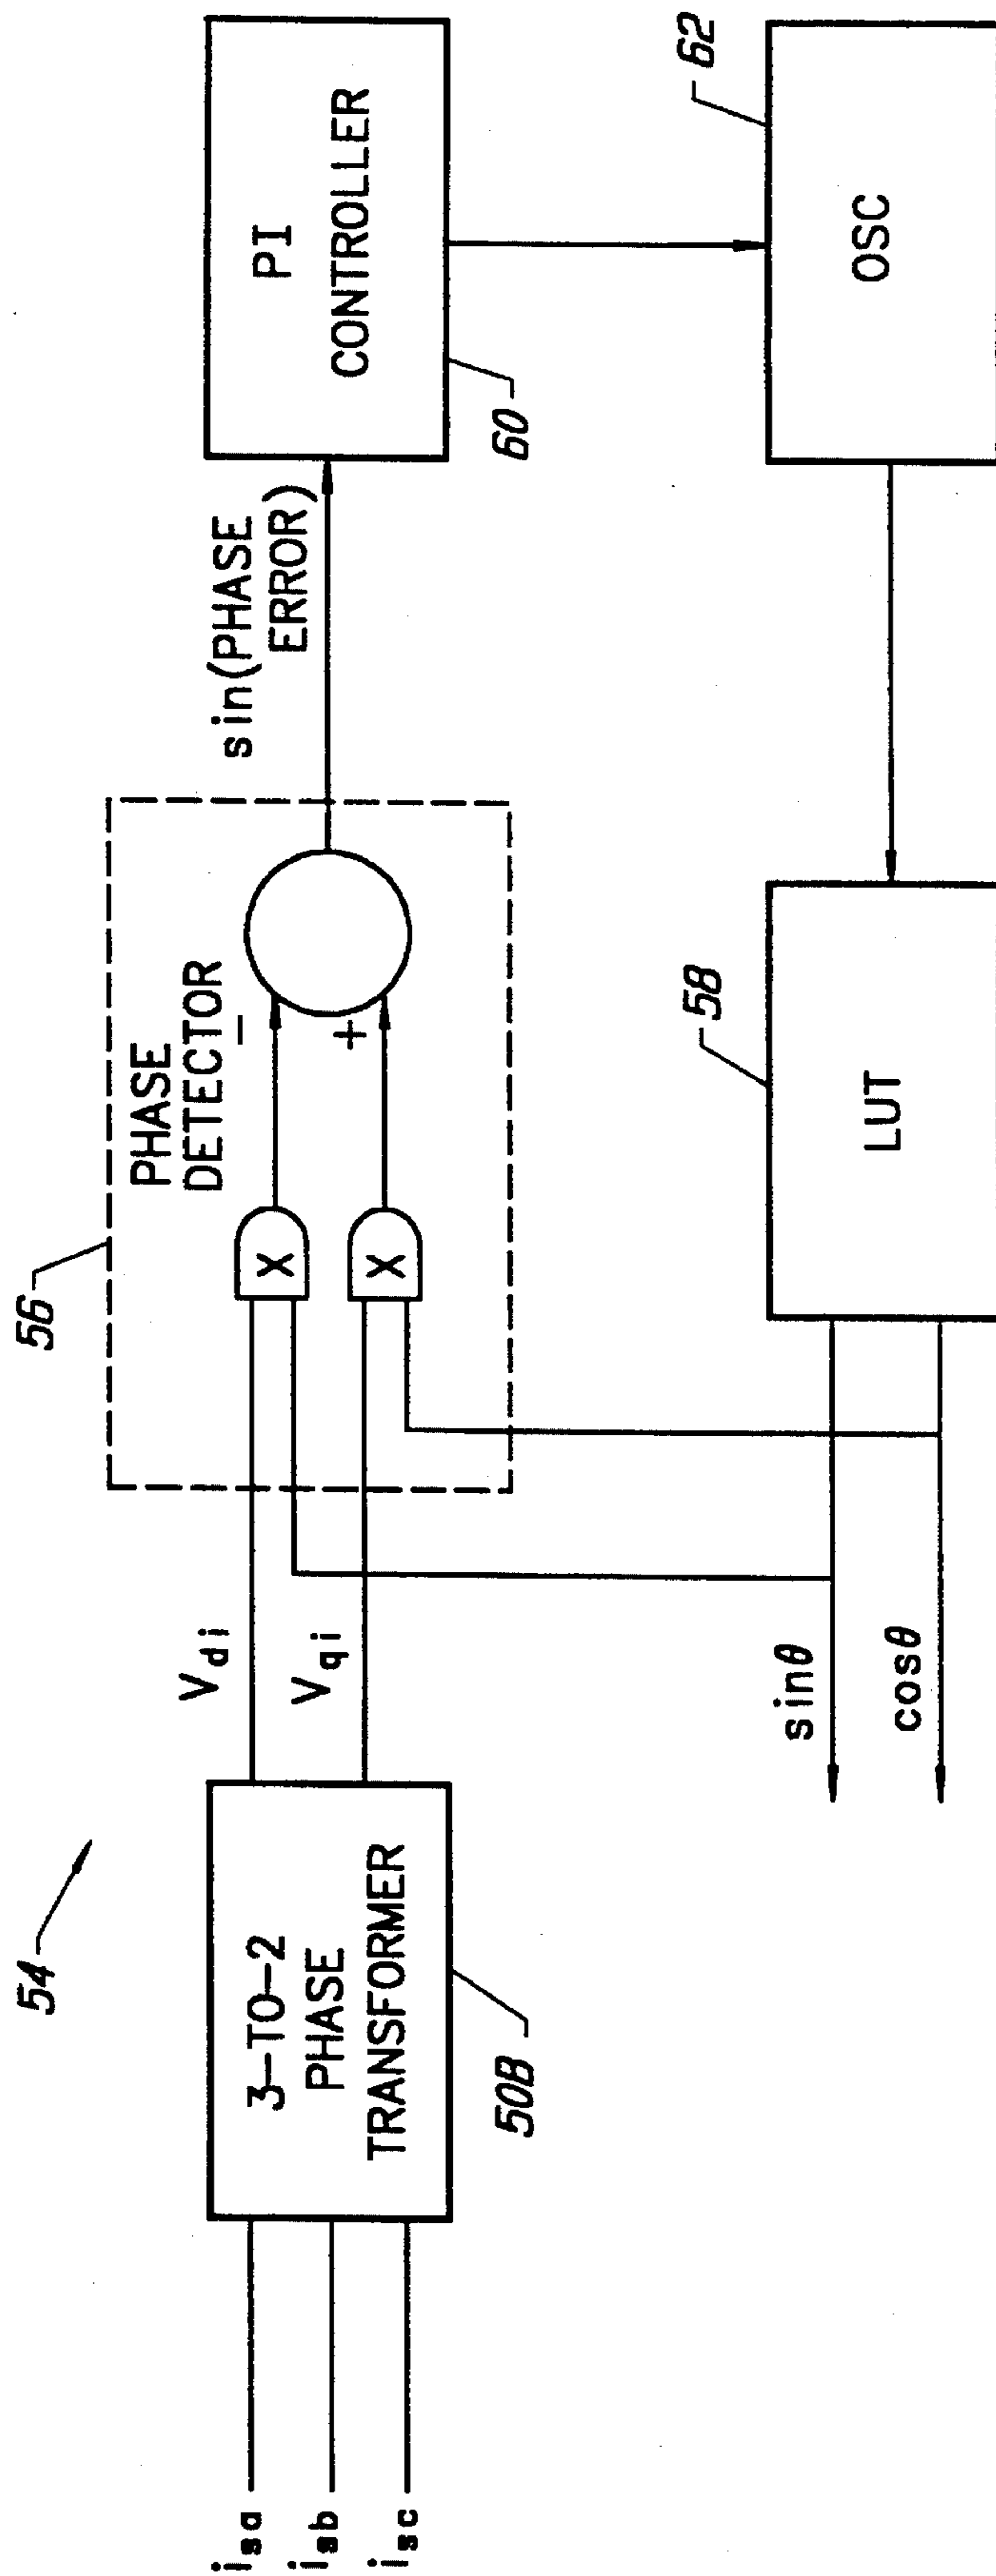 54
56
i_sa
i_sb
i_sc
3-TO-2
PHASE
TRANSFORMER
50B
V_di
V_qi
PHASE
DETECTOR
X
X
−
+
sin(PHASE
ERROR)
PI
CONTROLLER
60
sinθ
cosθ
LUT
58
OSC
62